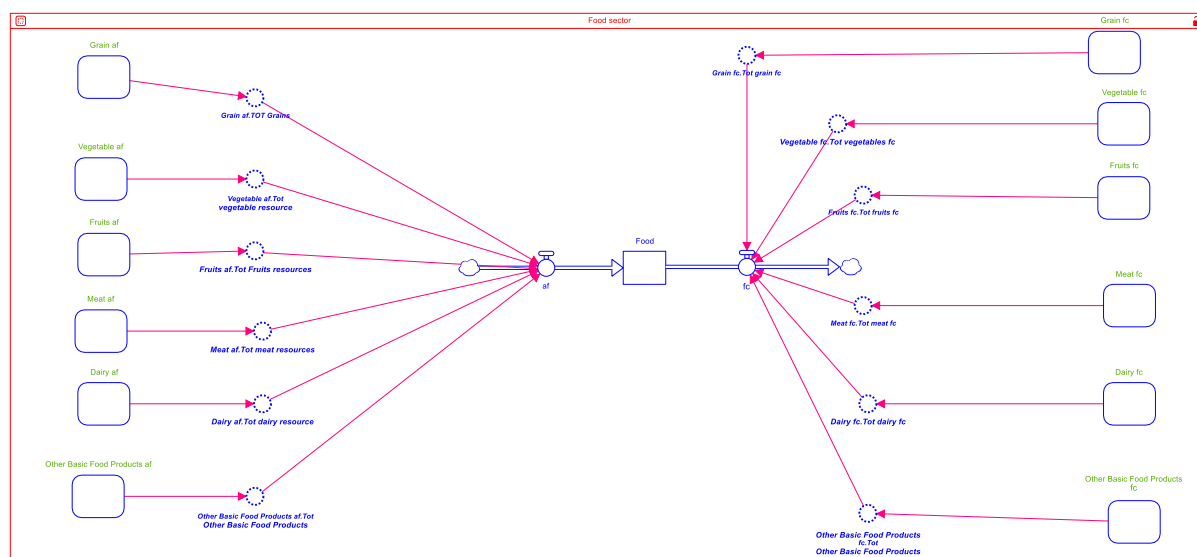 Food sector
Grain af
Grain af.TOT Grains
Vegetable af
Vegetable af.Tot
vegetable resource
Fruits af
Fruits af.Tot Fruits resources
Meat af
Meat af.Tot meat resources
Dairy af
Dairy af.Tot dairy resource
Other Basic Food Products af
Other Basic Food Products af.Tot
Other Basic Food Products
af
Food
fc
Grain fc
Grain fc.Tot grain fc
Vegetable fc
Vegetable fc.Tot vegetables fc
Fruits fc
Fruits fc.Tot fruits fc
Meat fc
Meat fc.Tot meat fc
Dairy fc
Dairy fc.Tot dairy fc
Other Basic Food Products
fc
Other Basic Food Products
fc.Tot
Other Basic Food Products